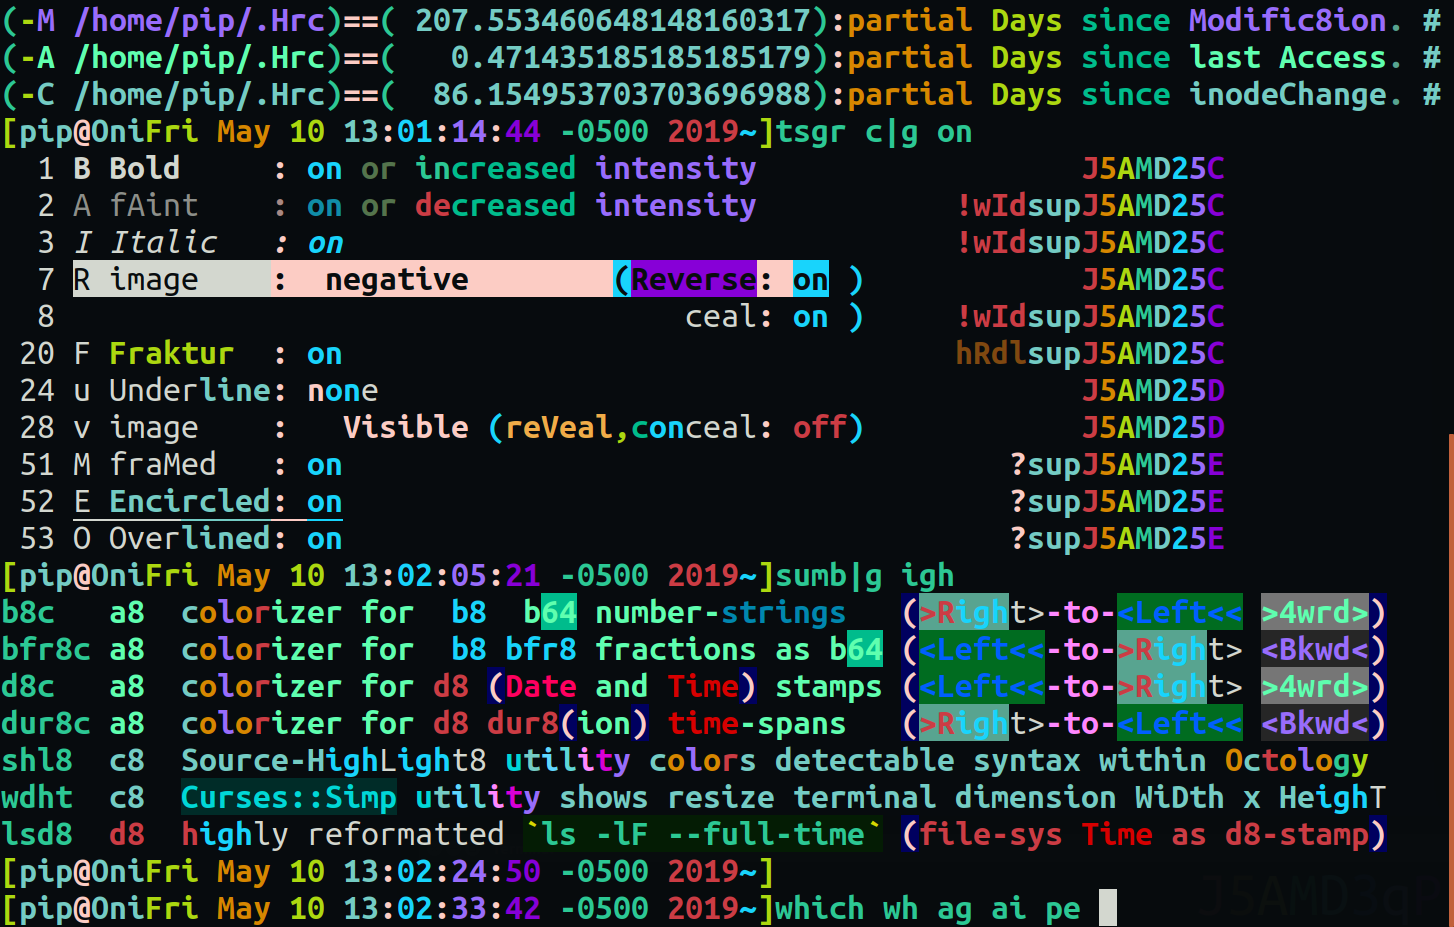 (-M /home/pip/.Hrc)==( 207.553460648148160317):partial Days since Modific8ion. #
(-A /home/pip/.Hrc)==(   0.471435185185185179):partial Days since last Access. #
(-C /home/pip/.Hrc)==(  86.154953703703696988):partial Days since inodeChange. #
[pip@OniFri May 10 13:01:14:44 -0500 2019~]tsgr c|g on
1 B Bold : on or increased intensity J5AMD25C
2 A fAint : on or decreased intensity !wIdsupJ5AMD25C
3 I Italic : on !wIdsupJ5AMD25C
7 R image : negative (Reverse: on ) J5AMD25C
8 ceal: on ) !wIdsupJ5AMD25C
20 F Fraktur : on hRdlsupJ5AMD25C
24 u Underline: none J5AMD25D
28 v image : Visible (reVeal,conceal: off) J5AMD25D
51 M fraMed : on ?supJ5AMD25E
52 E Encircled: on ?supJ5AMD25E
53 O Overlined: on ?supJ5AMD25E
[pip@OniFri May 10 13:02:05:21 -0500 2019~]sumb|g igh
b8c a8 colorizer for b8 b64 number-strings (>Right>-to-<Left<< >4wrd>)
bfr8c a8 colorizer for b8 bfr8 fractions as b64 (<Left<<-to->Right> <Bkwd<)
d8c a8 colorizer for d8 (Date and Time) stamps (<Left<<-to->Right> >4wrd>)
dur8c a8 colorizer for d8 dur8(ion) time-spans (>Right>-to-<Left<< <Bkwd<)
shl8 c8 Source-HighLight8 utility colors detectable syntax within Octology
wdht c8 Curses::Simp utility shows resize terminal dimension WiDth x HeighT
lsd8 d8 highly reformatted `ls -lF --full-time` (file-sys Time as d8-stamp)
[pip@OniFri May 10 13:02:24:50 -0500 2019~]
[pip@OniFri May 10 13:02:33:42 -0500 2019~]which wh ag ai pe